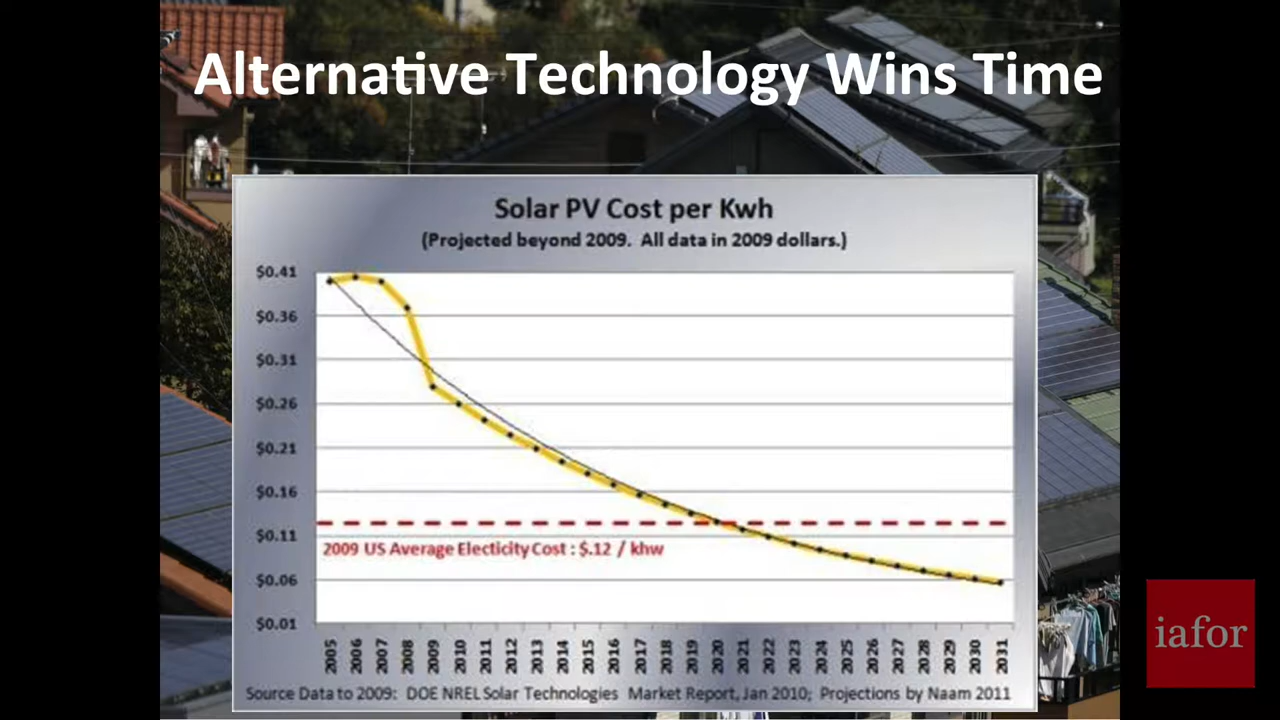 Alternative Technology Wins Time
Solar PV Cost per Kwh
(Projected beyond 2009. All data in 2009 dollars.)
$0.41
$0.36
$0.31
$0.26
$0.21
$0.16
$0.11
$0.06
$0.01
2009 US Average Electicity Cost : $.12 / khw
2005 2006 2007 2008 2009 2010 2011 2012 2013 2014 2015 2016 2017 2018 2019 2020 2021 2022 2023 2024 2025 2026 2027 2028 2029 2030 2031
Source Data to 2009: DOE NREL Solar Technologies Market Report, Jan 2010; Projections by Naam 2011
iafor